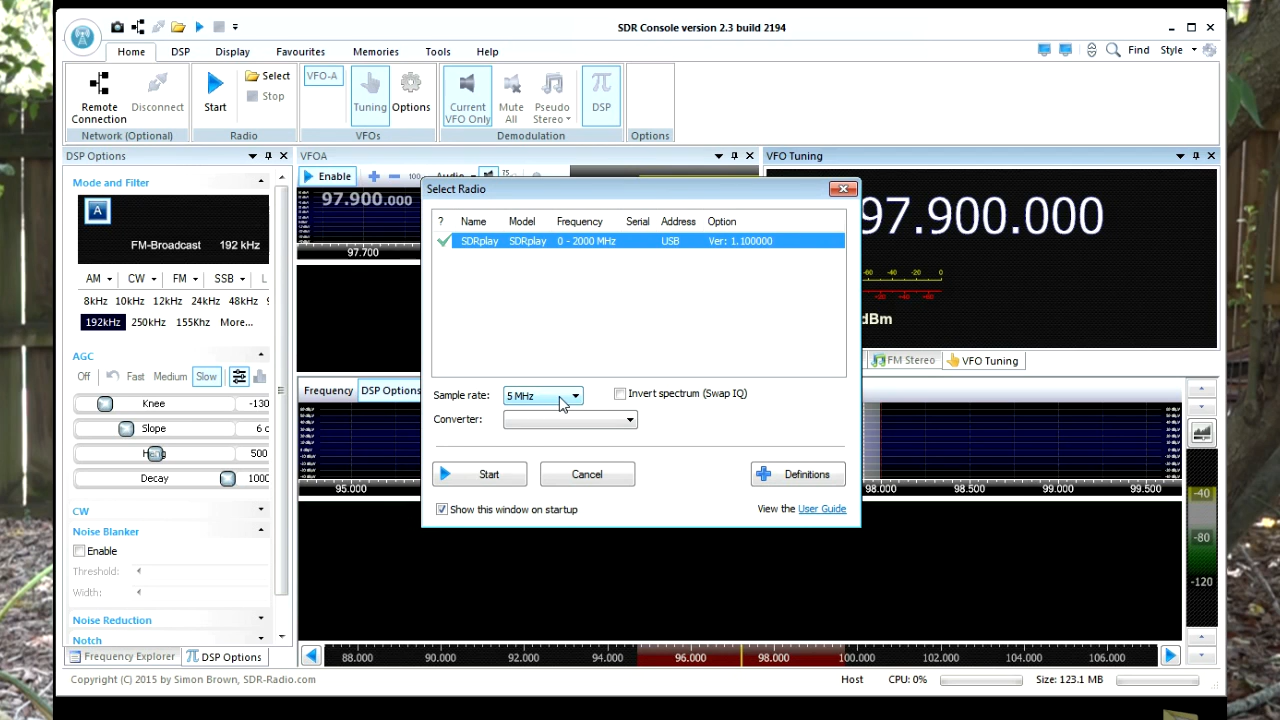 SDR Console version 2.3 build 2194
Home DSP Display Favourites Memories Tools Help
Find Style
Remote Connection
Disconnect
Start
Select
Stop
VFO-A
Tuning
Options
Current VFO Only
Mute All
Pseudo Stereo
DSP
Network (Optional) Radio VFOs Demodulation Options
DSP Options
VFOA
VFO Tuning
Mode and Filter
A
FM-Broadcast 192 kHz
AM CW FM SSB
8kHz 10kHz 12kHz 24kHz 48kHz
192kHz 250kHz 155Khz More...
AGC
Off Fast Medium Slow
Knee -130
Slope 6
500
Decay 1000
CW
Noise Blanker
Enable
Threshold:
Width:
Noise Reduction
Notch
Frequency Explorer DSP Options
Enable
97.900.000
97.700
Select Radio
? Name Model Frequency Serial Address Option
SDRplay SDRplay 0 - 2000 MHz USB Ver: 1.100000
Sample rate: 5 MHz Invert spectrum (Swap IQ)
Converter:
Start Cancel Definitions
Show this window on startup View the User Guide
97.900.000
-60 -40 -20 0
dBm
FM Stereo VFO Tuning
Frequency DSP Options
95.000 98.000 98.500 99.000 99.500
-40
-80
-120
88.000 90.000 92.000 94.000 96.000 98.000 100.000 102.000 104.000 106.000
Copyright (C) 2015 by Simon Brown, SDR-Radio.com Host CPU: 0% Size: 123.1 MB